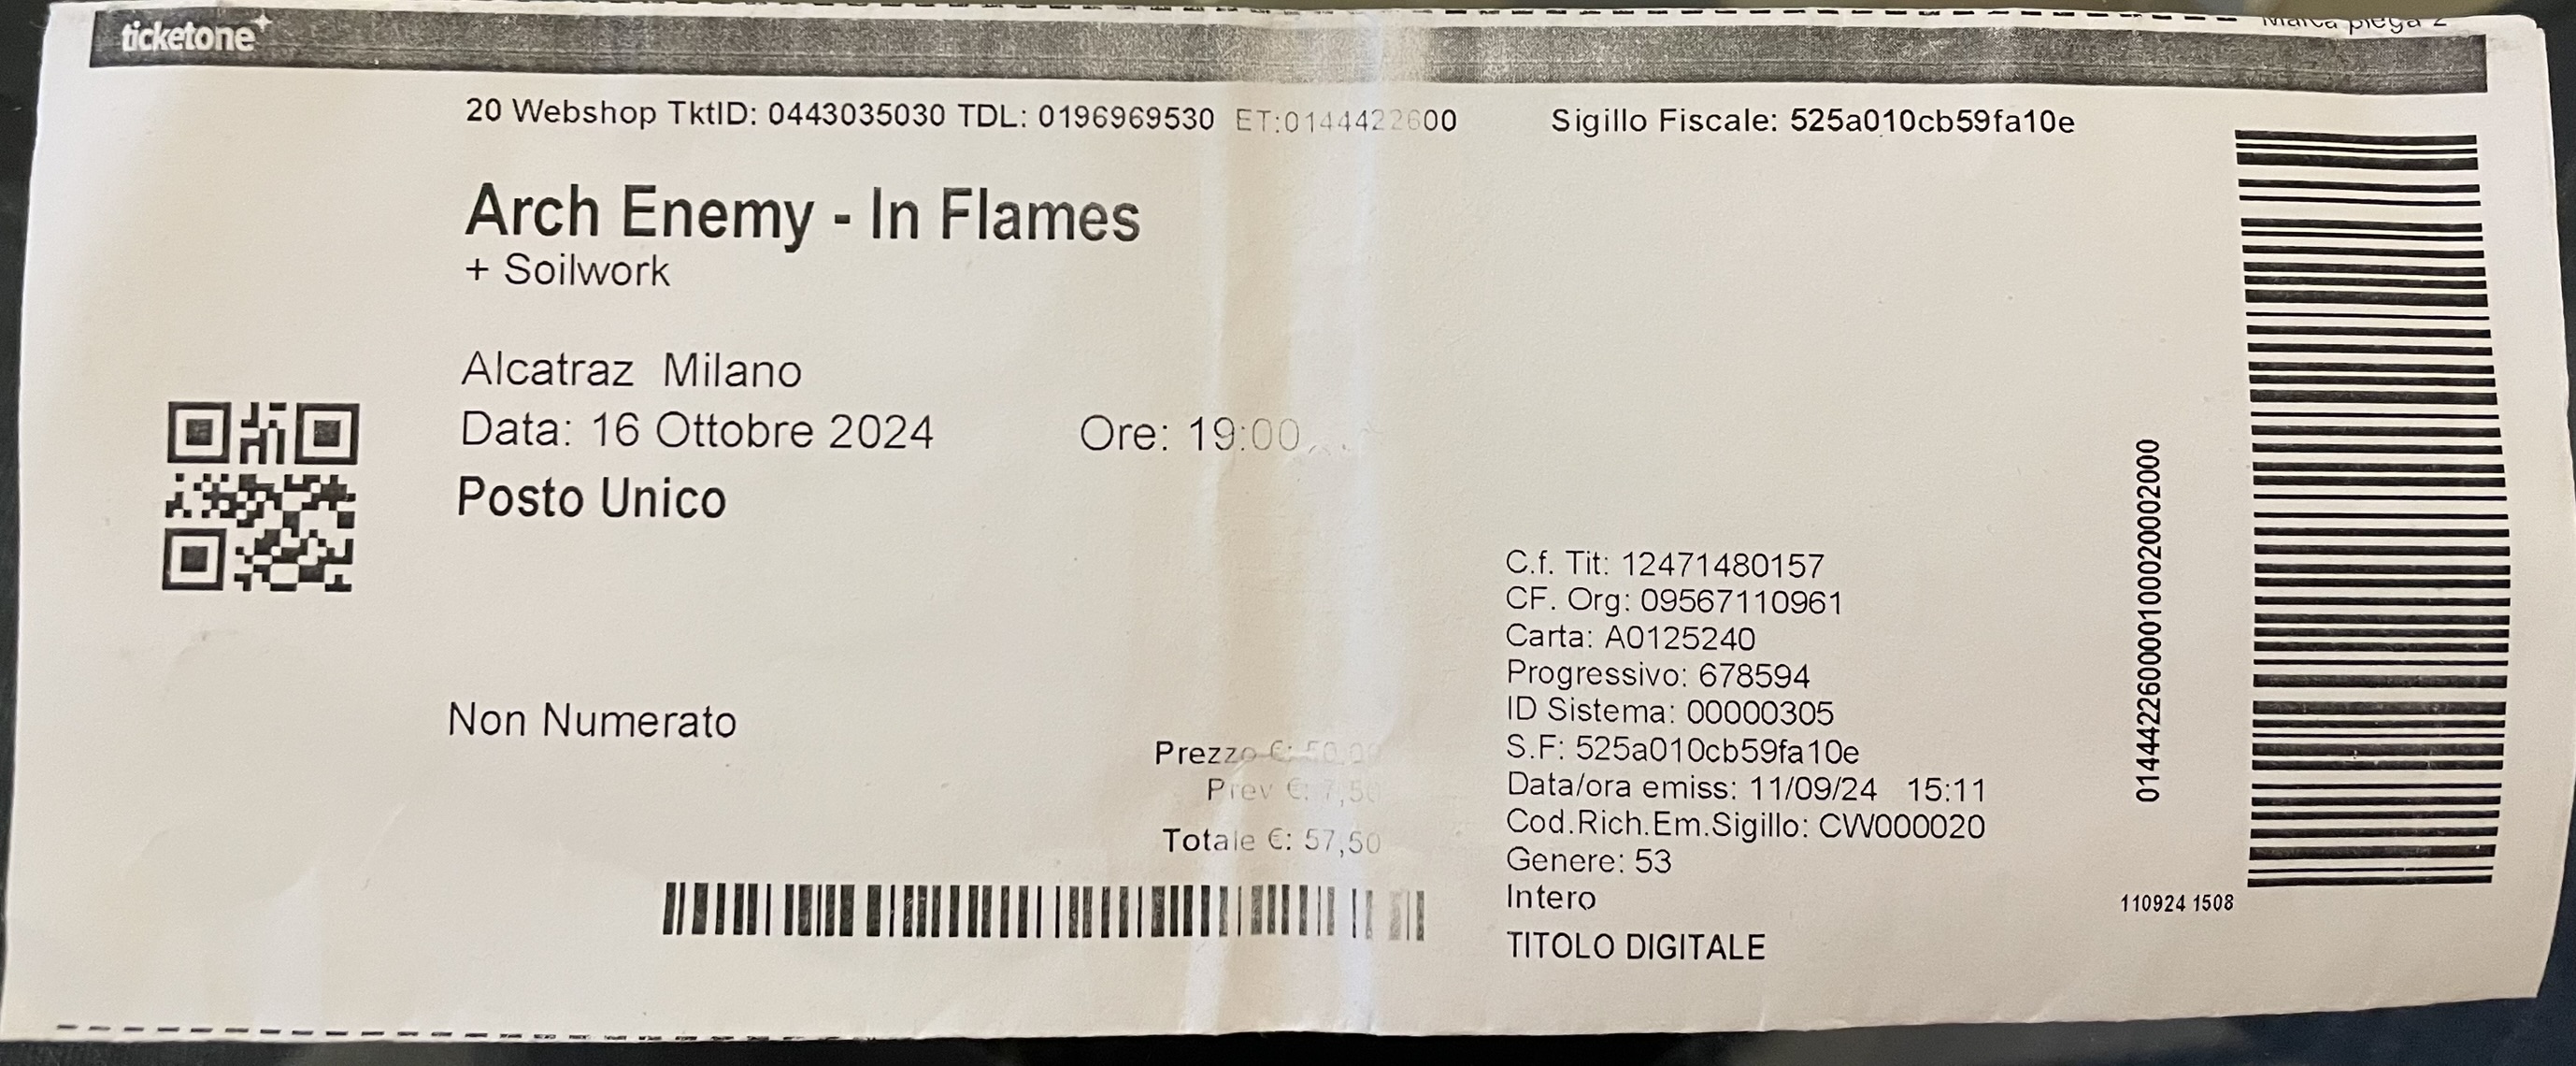 ticketone
Marca piega 2
20 Webshop TktID: 0443035030 TDL: 0196969530 ET:0144422600
Sigillo Fiscale: 525a010cb59fa10e
Arch Enemy - In Flames
+ Soilwork
Alcatraz Milano
Data: 16 Ottobre 2024 Ore: 19:00
Posto Unico
Non Numerato
Prezzo €: 50,00
Prev €: 7,50
Totale €: 57,50
C.f. Tit: 12471480157
CF. Org: 09567110961
Carta: A0125240
Progressivo: 678594
ID Sistema: 00000305
S.F: 525a010cb59fa10e
Data/ora emiss: 11/09/24 15:11
Cod.Rich.Em.Sigillo: CW000020
Genere: 53
Intero
TITOLO DIGITALE
014442260000100020002000
110924 1508